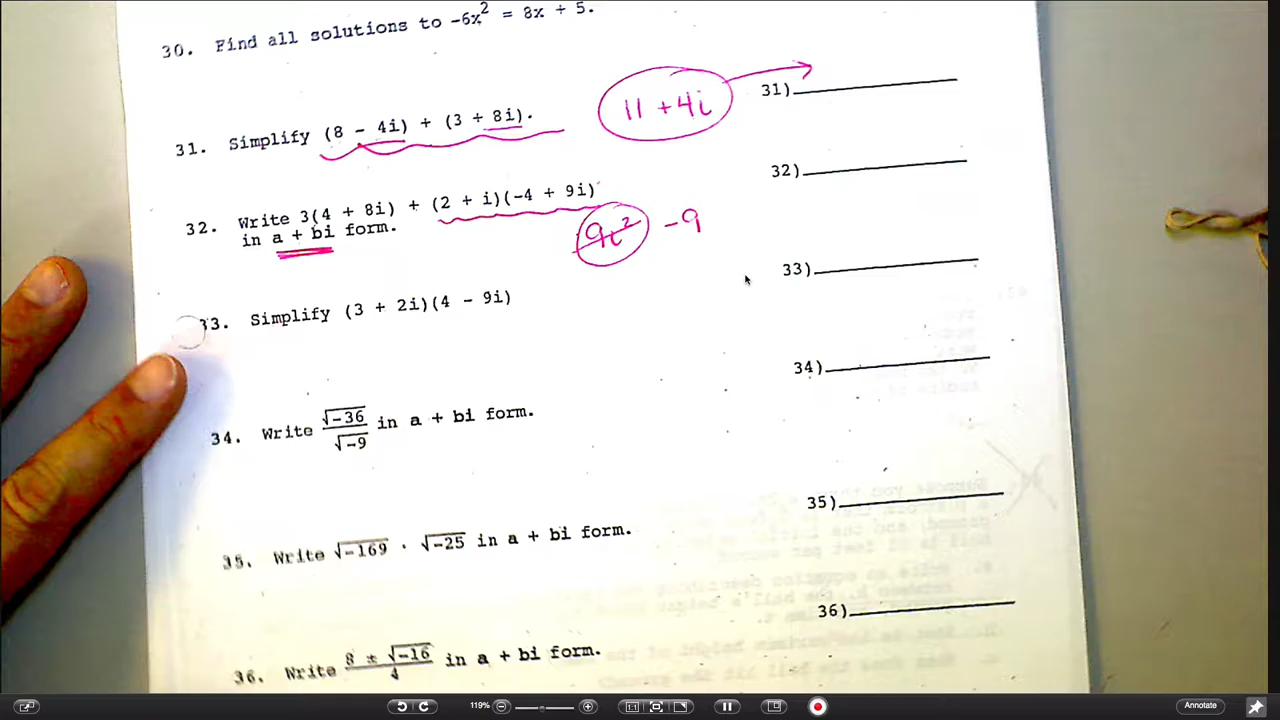 30. Find all solutions to -6x² = 8x + 5.
31. Simplify (8 - 4i) + (3 + 8i).
11 + 4i
31)
32. Write 3(4 + 8i) + (2 + i)(-4 + 9i)
in a + bi form.
9i² -9
32)
33. Simplify (3 + 2i)(4 - 9i)
33)
34. Write √-36 / √-9 in a + bi form.
34)
35. Write √-169 · √-25 in a + bi form.
35)
36. Write 8 ± √-16 / in a + bi form.
36)
119%
1:1
Annotate